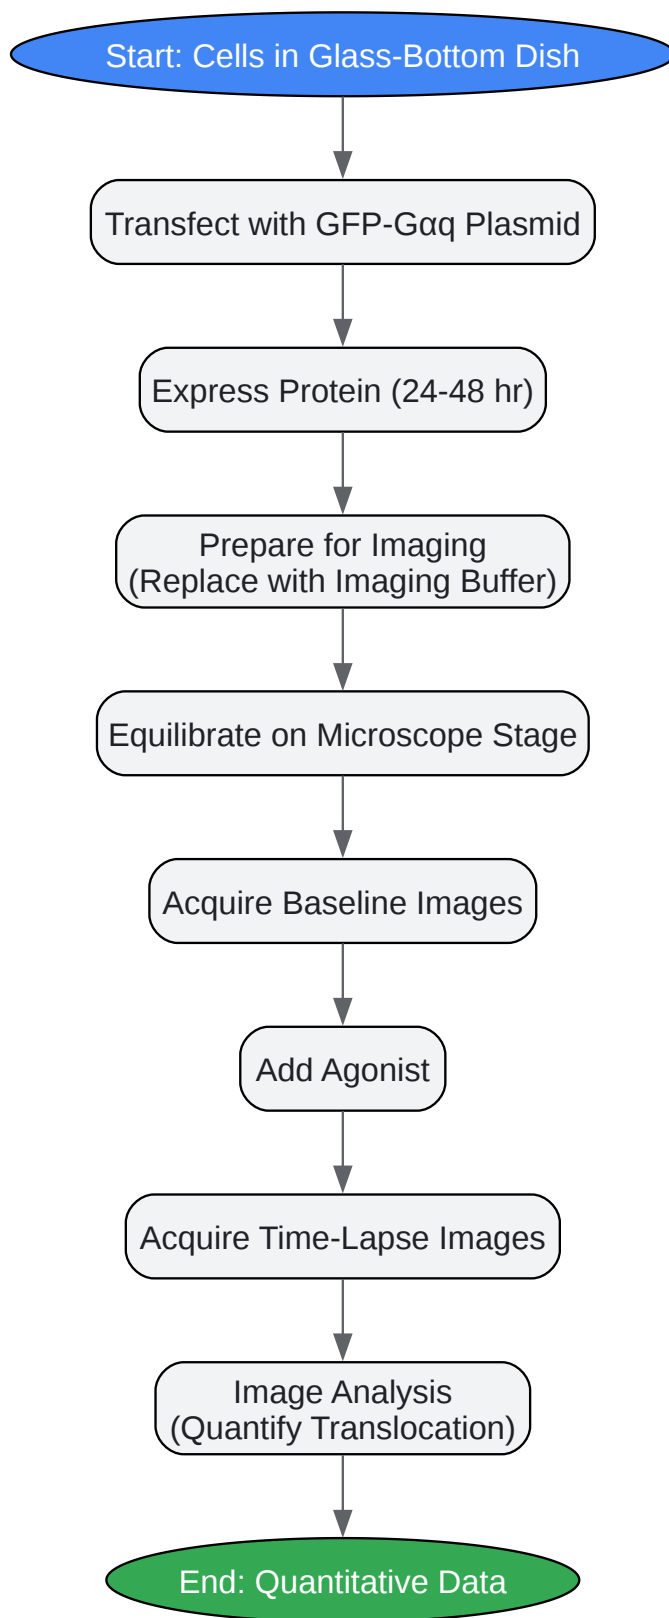 Start: Cells in Glass-Bottom Dish
Transfect with GFP-Gαq Plasmid
Express Protein (24-48 hr)
Prepare for Imaging
(Replace with Imaging Buffer)
Equilibrate on Microscope Stage
Acquire Baseline Images
Add Agonist
Acquire Time-Lapse Images
Image Analysis
(Quantify Translocation)
End: Quantitative Data